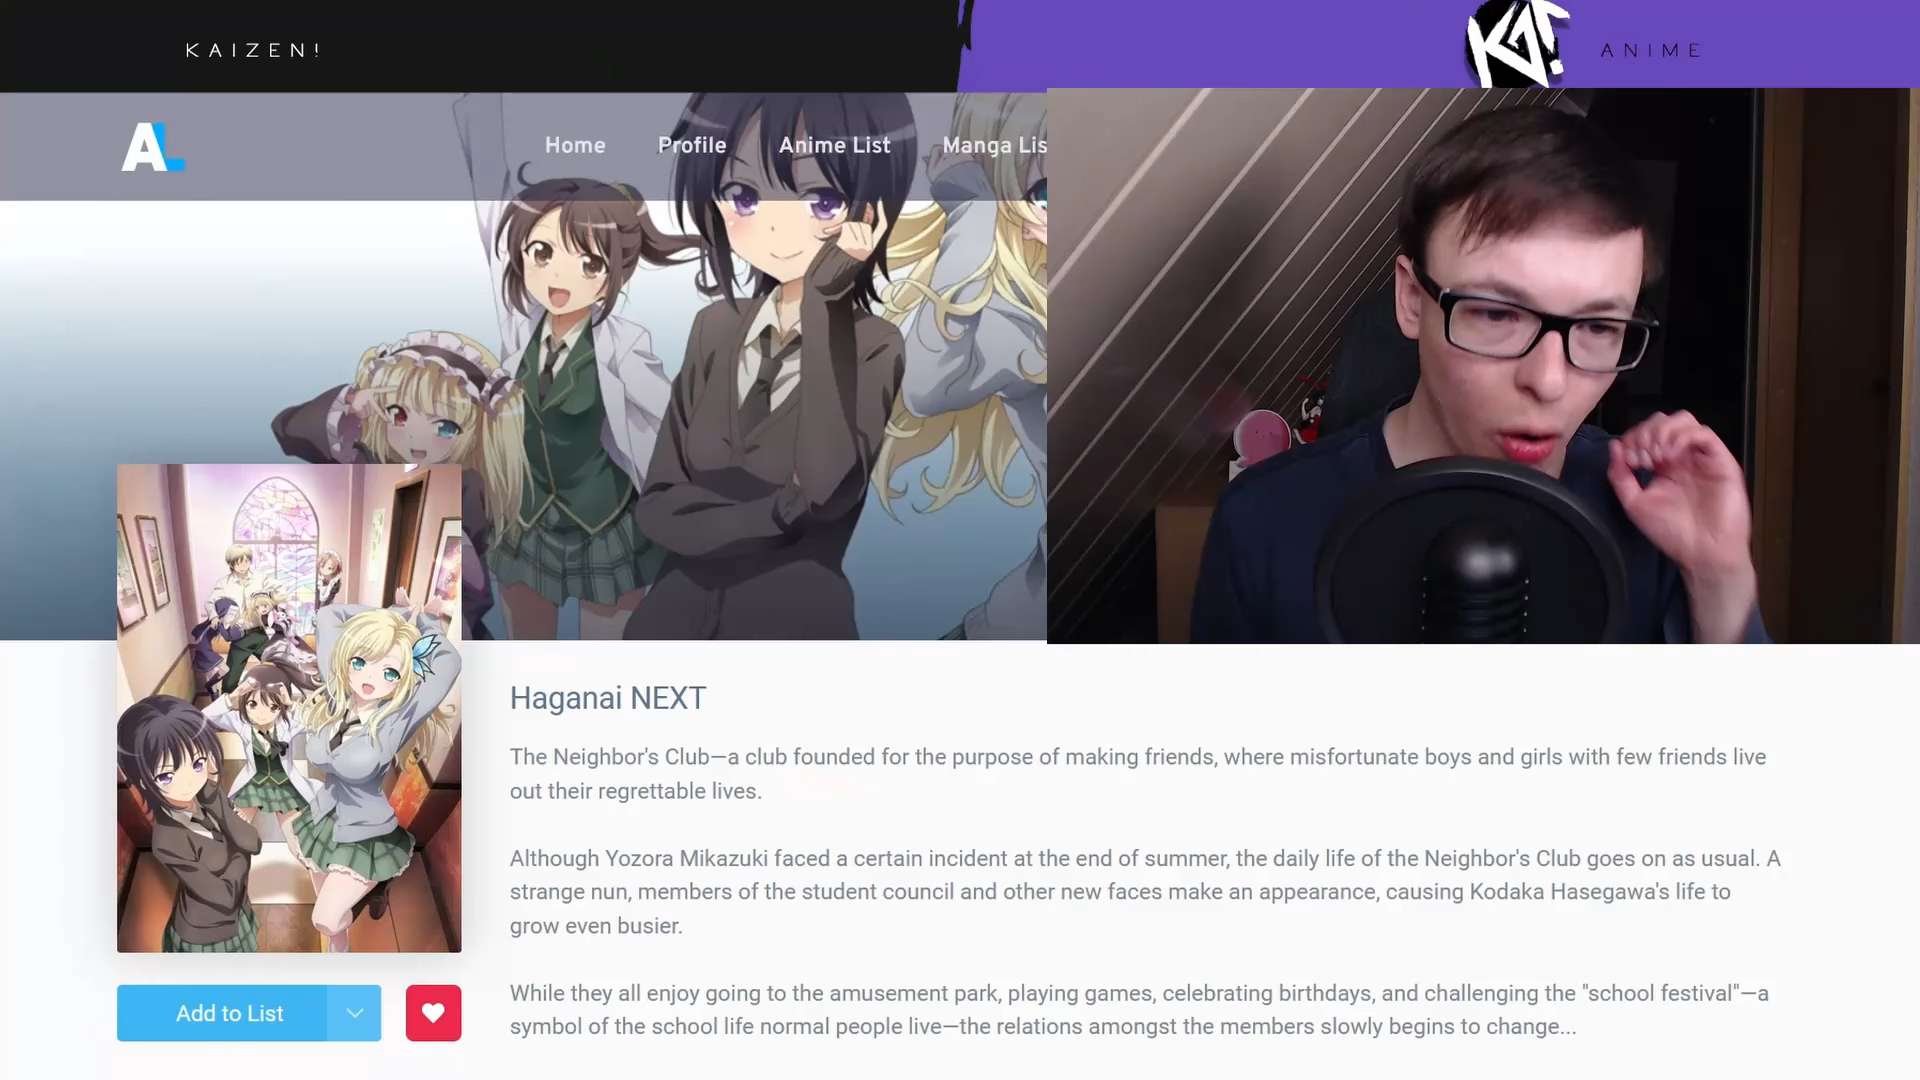 KAIZEN!
KA!
ANIME
AL
Home
Profile
Anime List
Manga Lis
Haganai NEXT
The Neighbor's Club—a club founded for the purpose of making friends, where misfortunate boys and girls with few friends live
out their regrettable lives.
Although Yozora Mikazuki faced a certain incident at the end of summer, the daily life of the Neighbor's Club goes on as usual. A
strange nun, members of the student council and other new faces make an appearance, causing Kodaka Hasegawa's life to
grow even busier.
While they all enjoy going to the amusement park, playing games, celebrating birthdays, and challenging the "school festival"—a
symbol of the school life normal people live—the relations amongst the members slowly begins to change...
Add to List